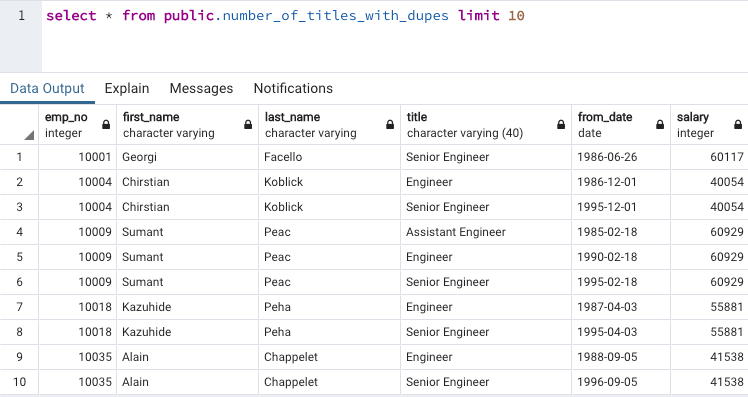 1 select * from public.number_of_titles_with_dupes limit 10
Data Output Explain Messages Notifications
emp_no first_name last_name title from_date salary
integer character varying character varying character varying (40) date integer
1 10001 Georgi Facello Senior Engineer 1986-06-26 60117
2 10004 Chirstian Koblick Engineer 1986-12-01 40054
3 10004 Chirstian Koblick Senior Engineer 1995-12-01 40054
4 10009 Sumant Peac Assistant Engineer 1985-02-18 60929
5 10009 Sumant Peac Engineer 1990-02-18 60929
6 10009 Sumant Peac Senior Engineer 1995-02-18 60929
7 10018 Kazuhide Peha Engineer 1987-04-03 55881
8 10018 Kazuhide Peha Senior Engineer 1995-04-03 55881
9 10035 Alain Chappelet Engineer 1988-09-05 41538
10 10035 Alain Chappelet Senior Engineer 1996-09-05 41538